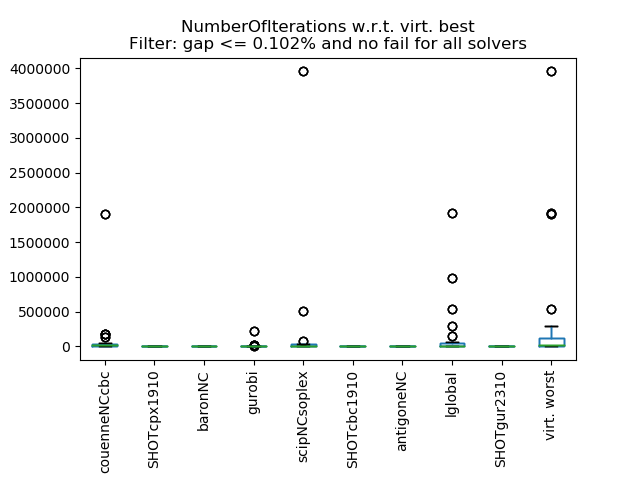 NumberOfIterations w.r.t. virt. best
Filter: gap <= 0.102% and no fail for all solvers
4000000
3500000
3000000
2500000
2000000
1500000
1000000
500000
0
couenneNCcbc
SHOTcpx1910
baronNC
gurobi
scipNCsoplex
SHOTcbc1910
antigoneNC
lglobal
SHOTgur2310
virt. worst